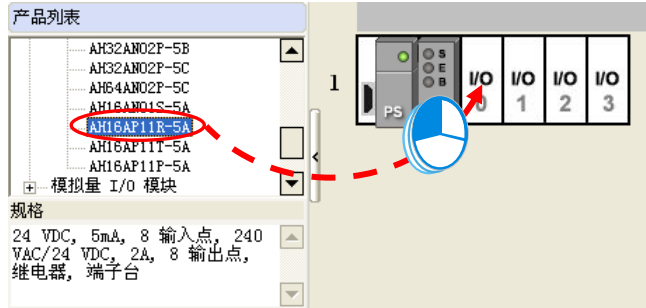 产品列表
AH32AN02P-5B
AH32AN02P-5C
AH64AN02P-5C
AH16AN01S-5A
AH16AP11R-5A
AH16AP11T-5A
AH16AP11P-5A
模拟量 I/O 模块
规格
24 VDC, 5mA, 8 输入点, 240
VAC/24 VDC, 2A, 8 输出点,
继电器, 端子台
1
PS
S
E
B
I/O I/O I/O I/O
0 1 2 3